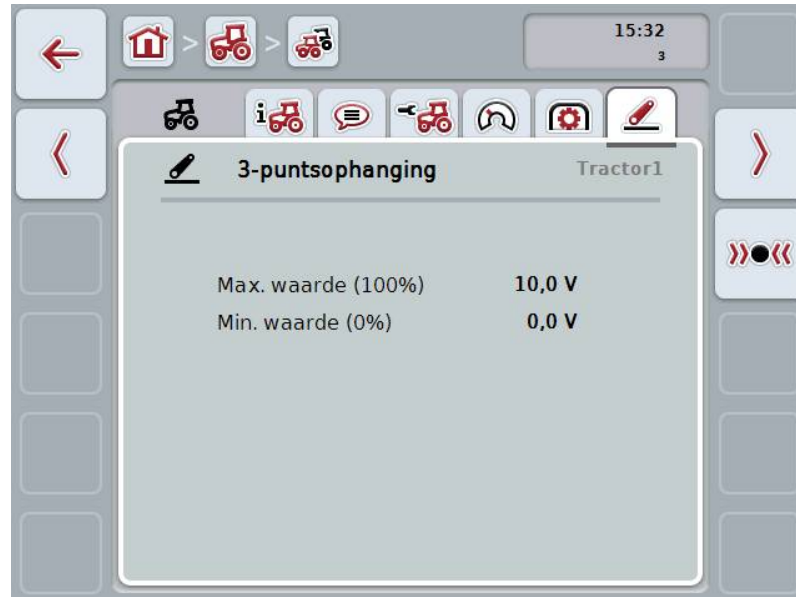 15:32
3
3-puntsophanging Tractor1
Max. waarde (100%) 10,0 V
Min. waarde (0%) 0,0 V